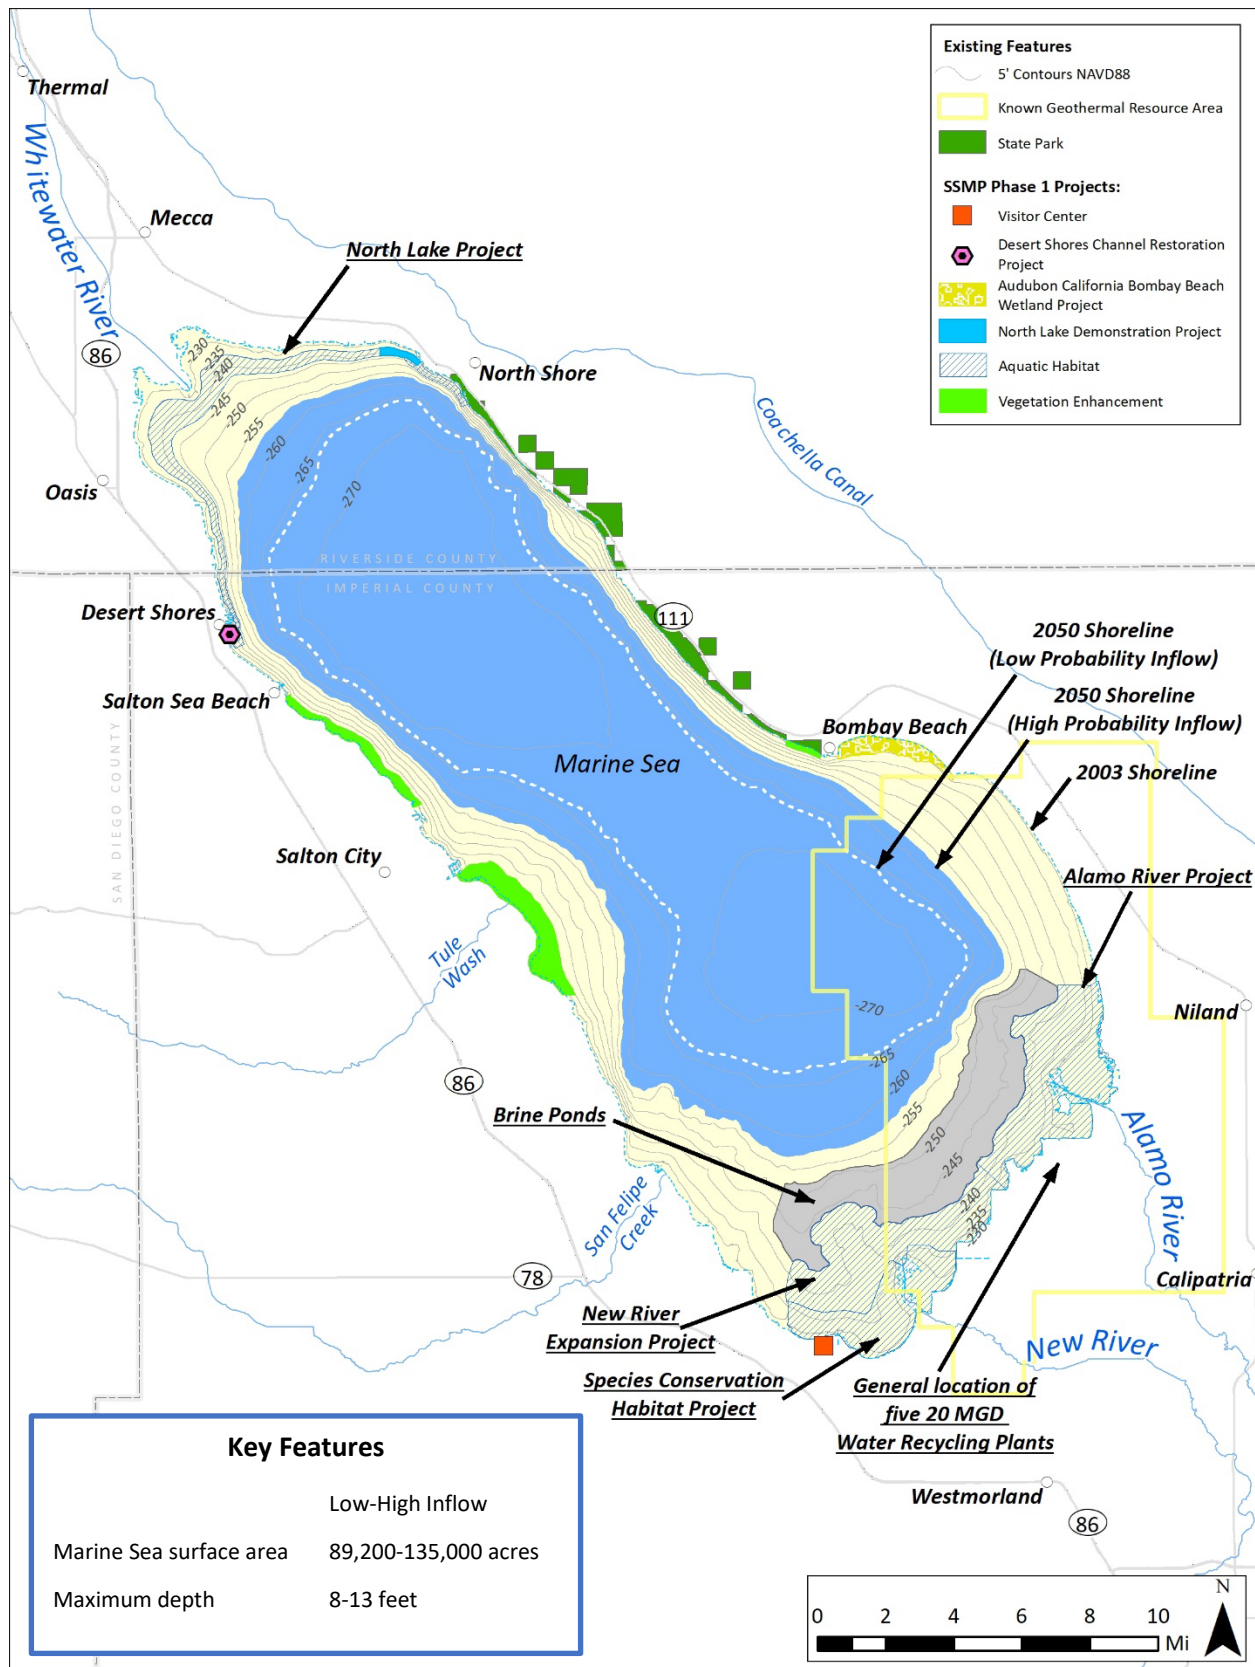 Existing Features
5' Contours NAVD88
Known Geothermal Resource Area
State Park
SSMP Phase 1 Projects:
Visitor Center
Desert Shores Channel Restoration
Project
Audubon California Bombay Beach
Wetland Project
North Lake Demonstration Project
Aquatic Habitat
Vegetation Enhancement
Thermal
Whitewater River
Mecca
North Lake Project
86
North Shore
-230
-235
-240
-245
-250
-255
-260
-265
-270
Coachella Canal
Oasis
RIVERSIDE COUNTY
IMPERIAL COUNTY
Desert Shores
111
2050 Shoreline
(Low Probability Inflow)
Salton Sea Beach
2050 Shoreline
(High Probability Inflow)
Bombay Beach
Marine Sea
2003 Shoreline
SAN DIEGO COUNTY
Salton City
Alamo River Project
Tule
Wash
-270
Niland
-265
-260
-255
-250
-245
-240
-235
-230
86
Brine Ponds
Alamo River
San Felipe
Creek
78
Calipatria
New River
Expansion Project
New River
Species Conservation
Habitat Project
General location of
five 20 MGD
Water Recycling Plants
Westmorland
86
Key Features
Low-High Inflow
Marine Sea surface area 89,200-135,000 acres
Maximum depth 8-13 feet
N
0 2 4 6 8 10
Mi